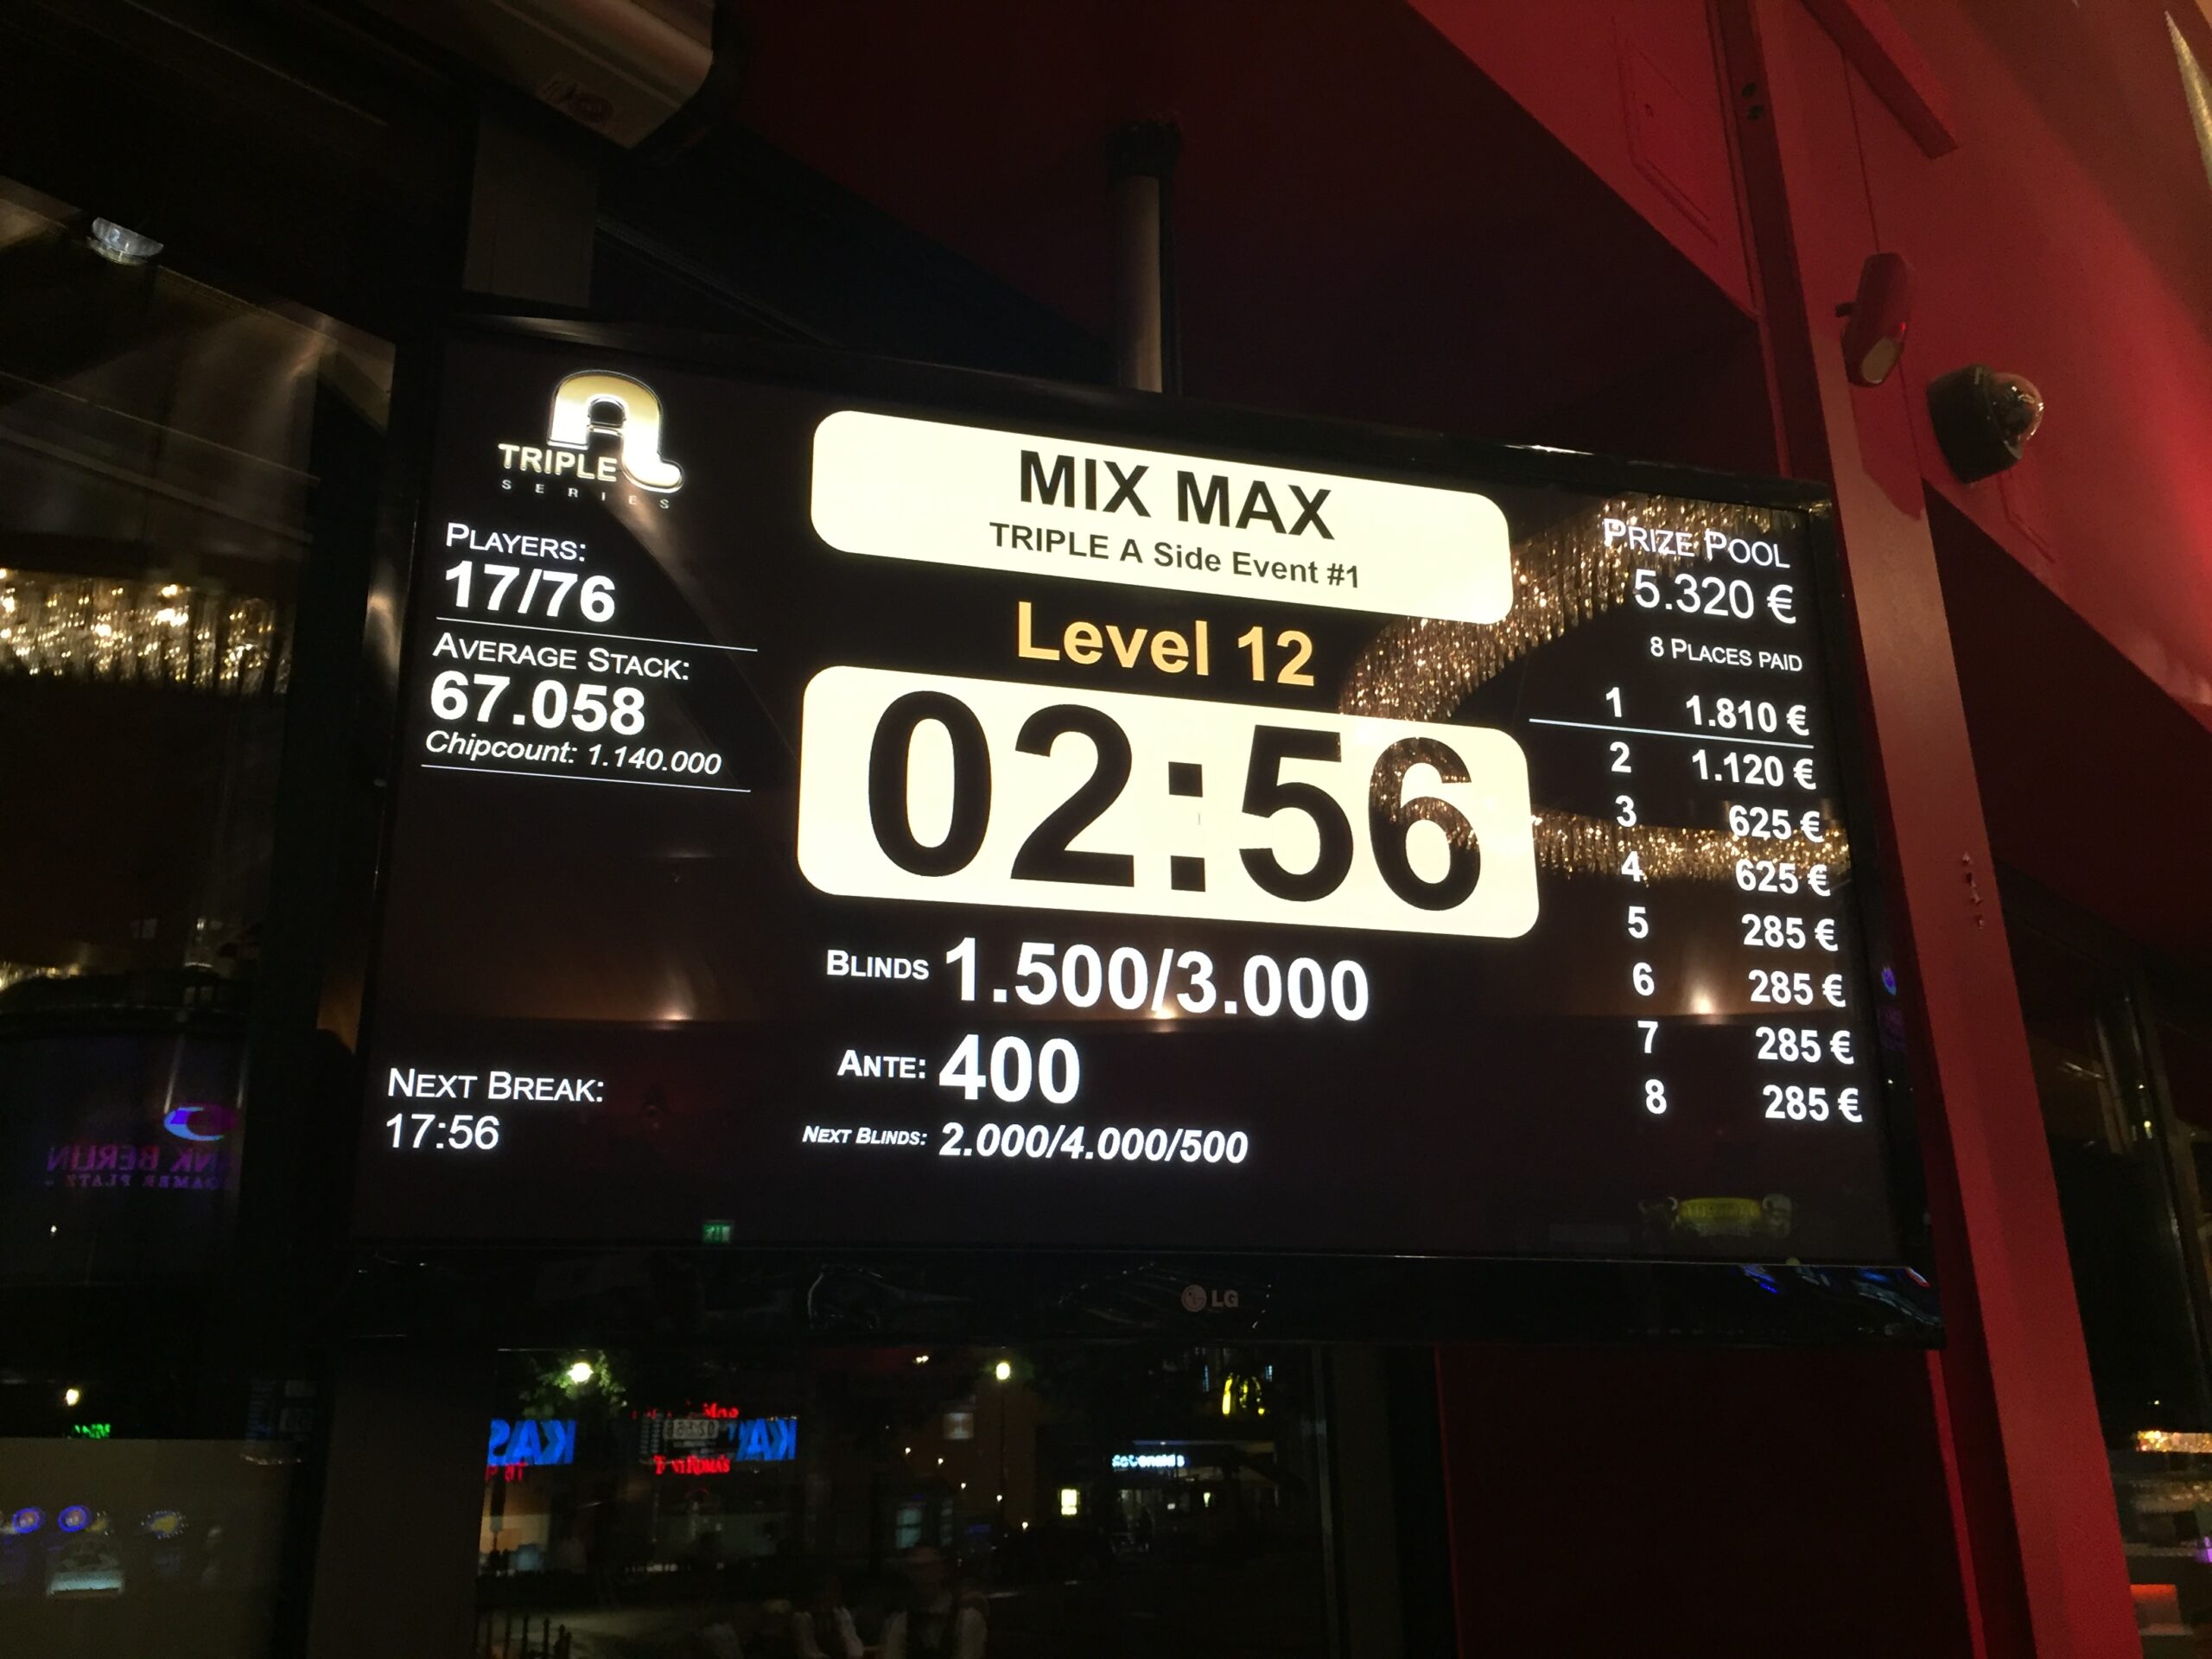 TRIPLE A
SERIES
PLAYERS:
17/76
AVERAGE STACK:
67.058
Chipcount: 1.140.000
NEXT BREAK:
17:56
MIX MAX
TRIPLE A Side Event #1
Level 12
02:56
BLINDS 1.500/3.000
ANTE: 400
NEXT BLINDS: 2.000/4.000/500
PRIZE POOL
5.320 €
8 PLACES PAID
1 1.810 €
2 1.120 €
3 625 €
4 625 €
5 285 €
6 285 €
7 285 €
8 285 €
LG
NK BERLIN